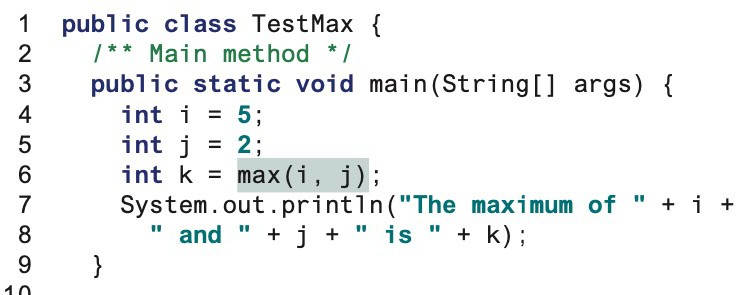 1 public class TestMax {
2 /** Main method */
3 public static void main(String[] args) {
4 int i = 5;
5 int j = 2;
6 int k = max(i, j);
7 System.out.println("The maximum of " + i +
8 " and " + j + " is " + k);
9 }
10